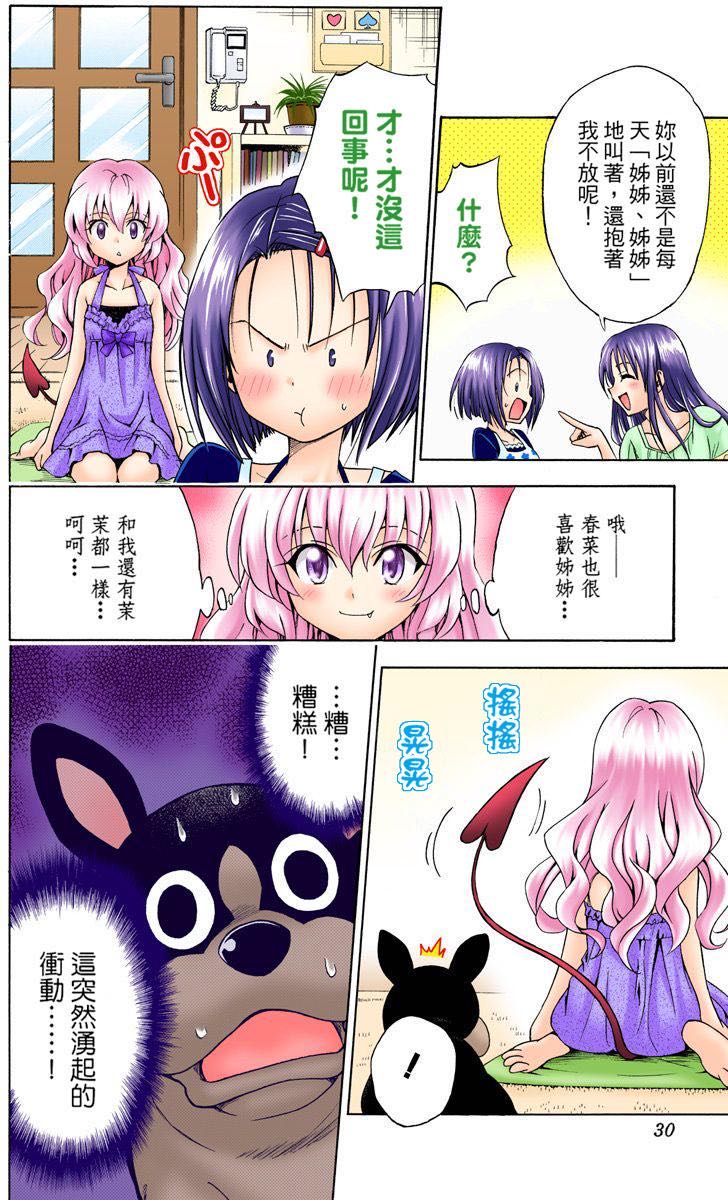 妳以前還不是每
天「姊姊、姊姊」
地叫著，還抱著
我不放呢！
什麼？
才…才沒這
回事呢！
ぷー
哦──
春菜也很
喜歡姊姊…
和我還有茉
茉都一樣…
呵呵…
搖搖
晃晃
！
…糟…
糟糕！
這突然湧起的
衝動……！
30